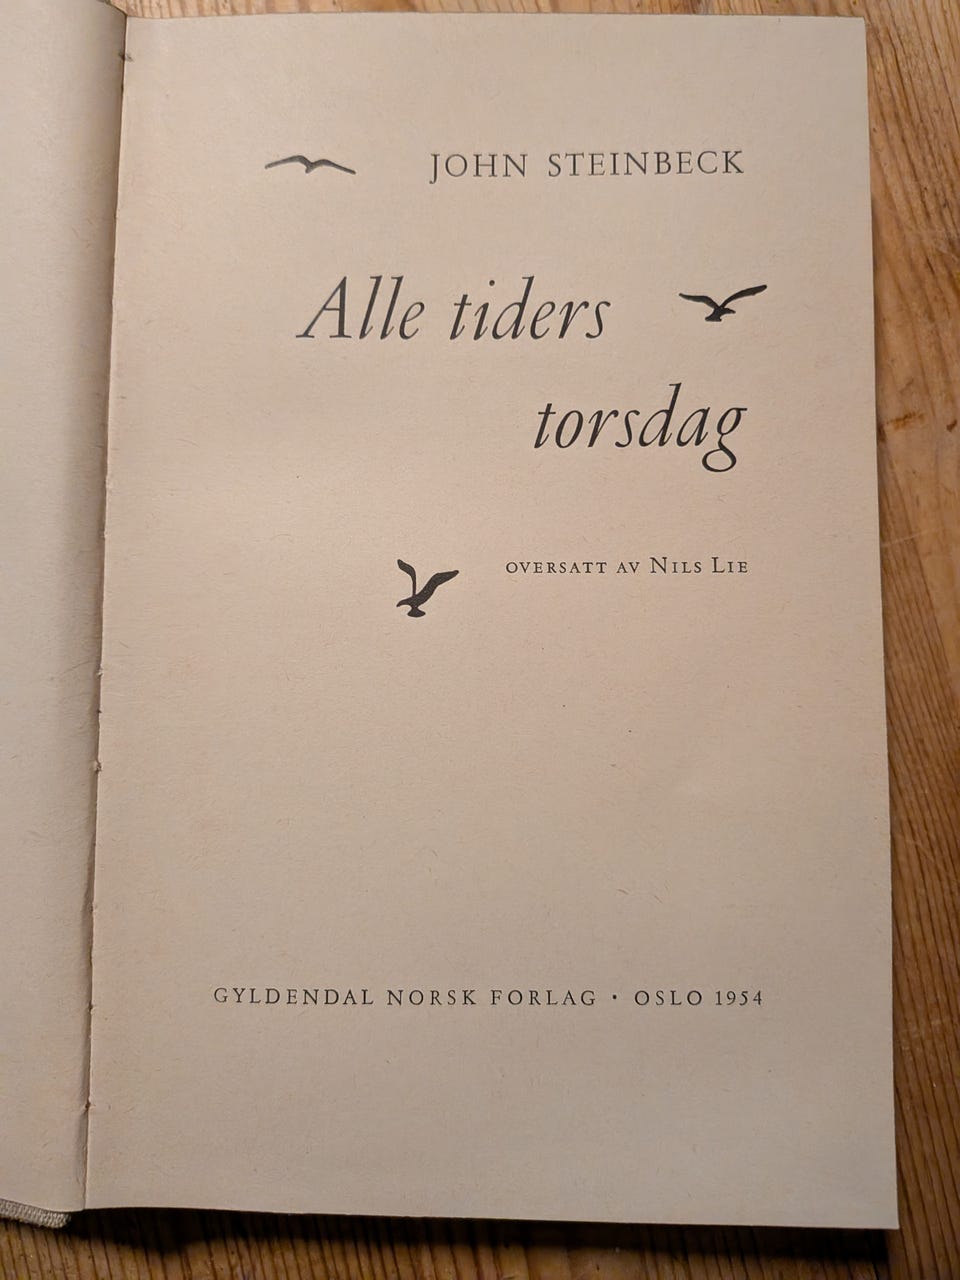 JOHN STEINBECK
Alle tiders
torsdag
OVERSATT AV NILS LIE
GYLDENDAL NORSK FORLAG · OSLO 1954